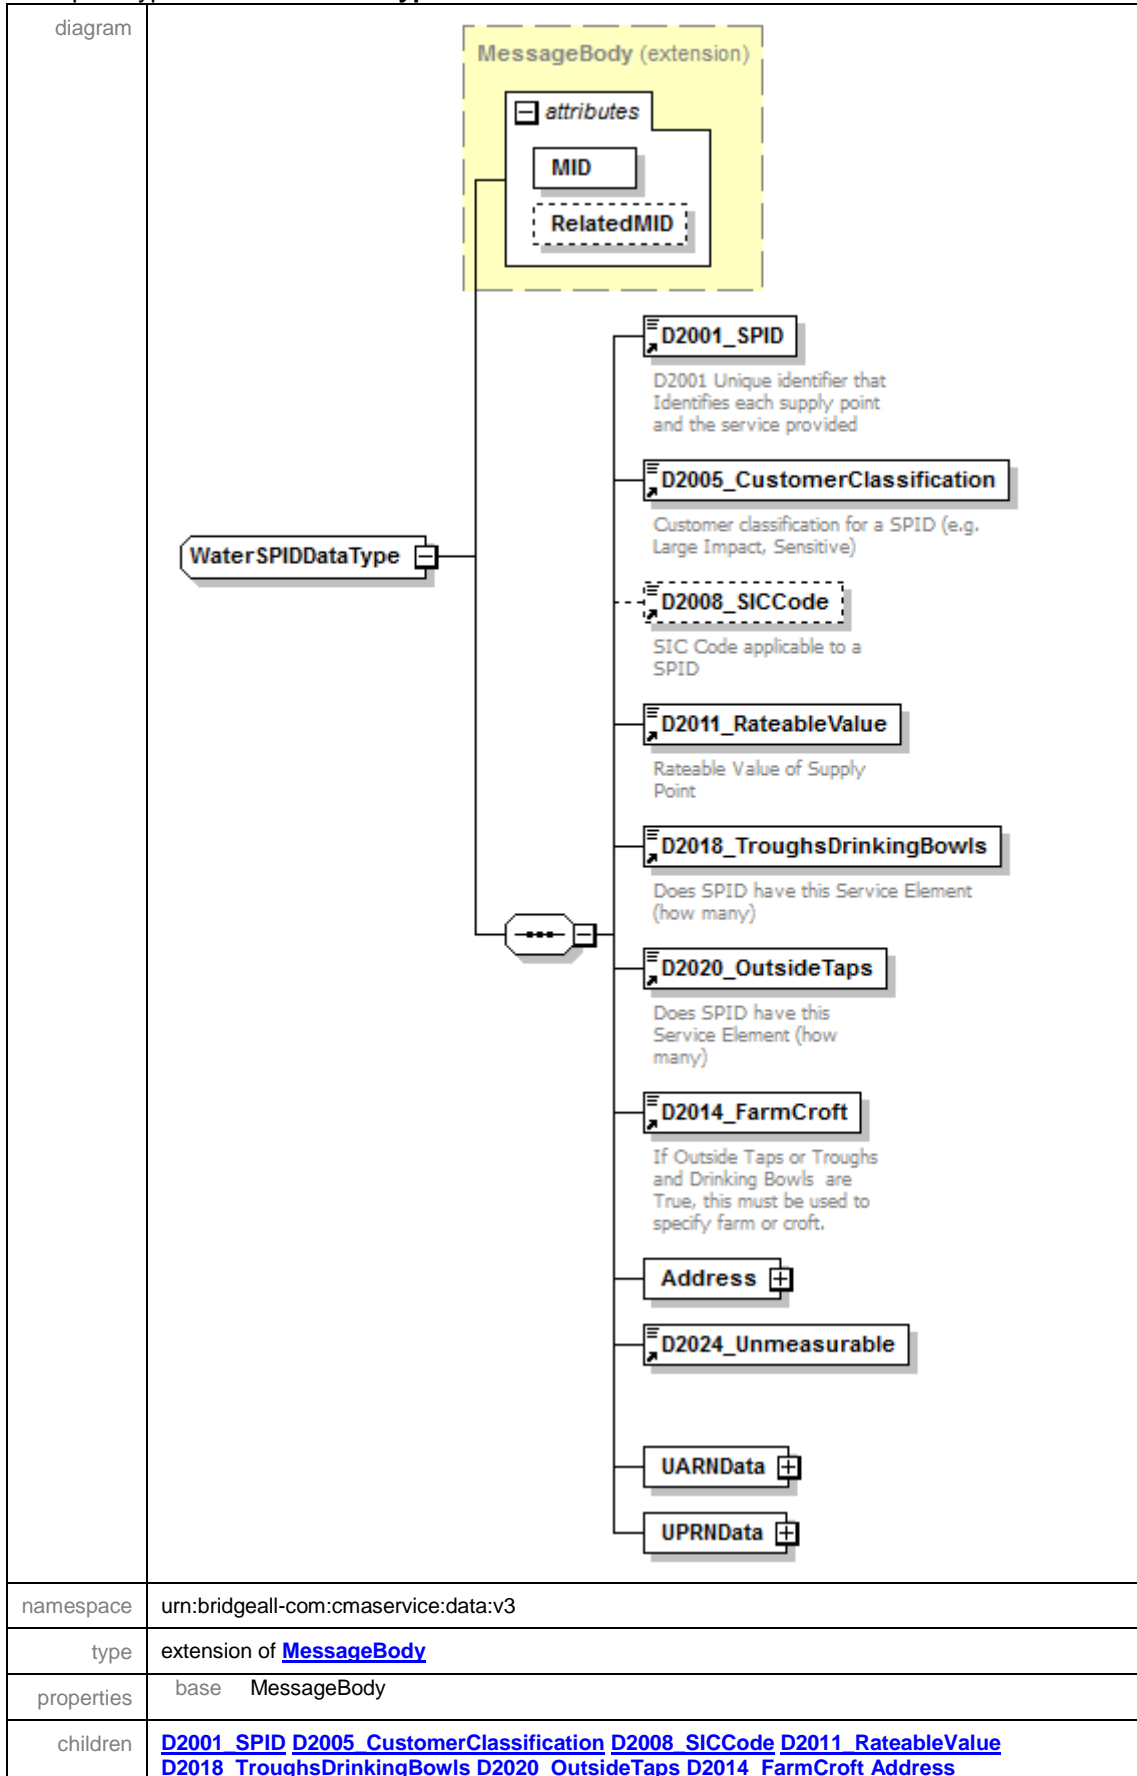 diagram
MessageBody (extension)
attributes
MID
RelatedMID
D2001_SPID
D2001 Unique identifier that
Identifies each supply point
and the service provided
D2005_CustomerClassification
Customer classification for a SPID (e.g.
Large Impact, Sensitive)
WaterSPIDDataType
D2008_SICCode
SIC Code applicable to a
SPID
D2011_RateableValue
Rateable Value of Supply
Point
D2018_TroughsDrinkingBowls
Does SPID have this Service Element
(how many)
D2020_OutsideTaps
Does SPID have this
Service Element (how
many)
D2014_FarmCroft
If Outside Taps or Troughs
and Drinking Bowls are
True, this must be used to
specify farm or croft.
Address
D2024_Unmeasurable
UARNData
UPRNData
namespace urn:bridgeall-com:cmaservice:data:v3
type extension of MessageBody
properties base MessageBody
children D2001_SPID D2005_CustomerClassification D2008_SICCode D2011_RateableValue
D2018_TroughsDrinkingBowls D2020_OutsideTaps D2014_FarmCroft Address